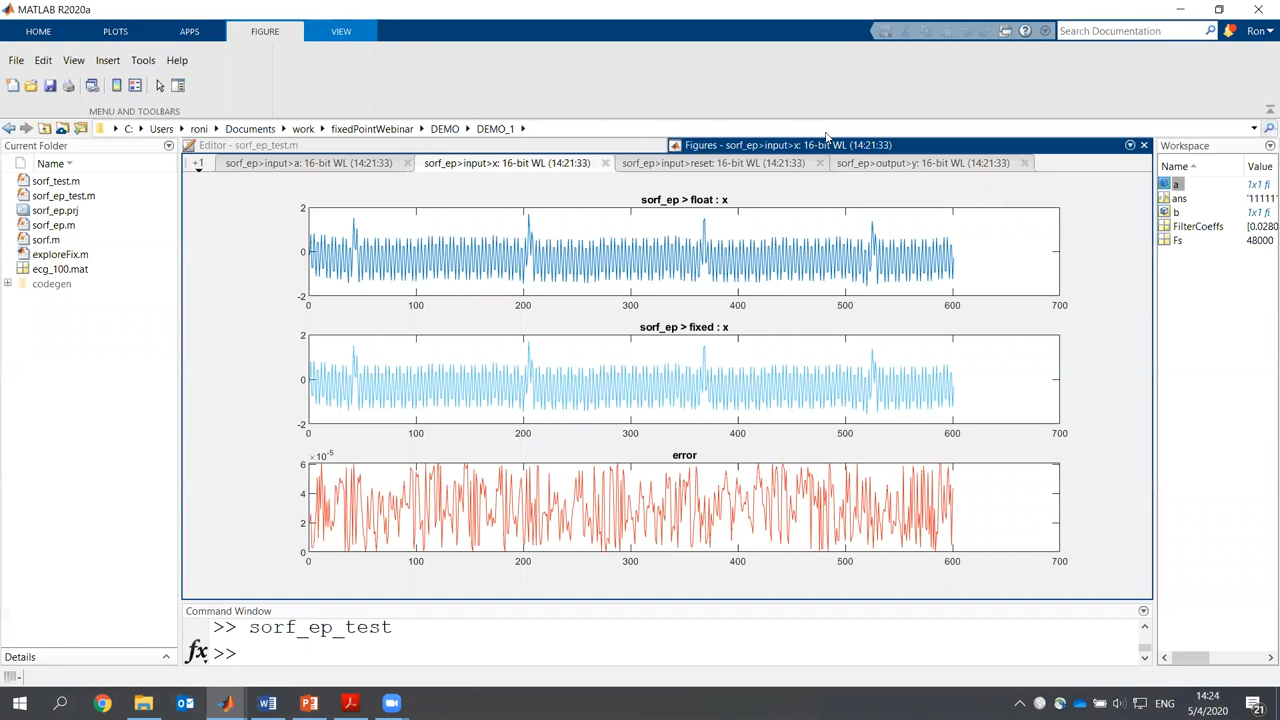 MATLAB R2020a
HOME
PLOTS
APPS
FIGURE
VIEW
Search Documentation
Ron
File
Edit
View
Insert
Tools
Help
MENU AND TOOLBARS
C:
Users
roni
Documents
work
fixedPointWebinar
DEMO
DEMO_1
Current Folder
Editor - sorf_ep_test.m
Figures - sorf_ep>input>x: 16-bit WL (14:21:33)
Workspace
Name
+1
sorf_ep>input>a: 16-bit WL (14:21:33)
sorf_ep>input>x: 16-bit WL (14:21:33)
sorf_ep>input>reset: 16-bit WL (14:21:33)
sorf_ep>output>y: 16-bit WL (14:21:33)
Name
Value
sorf_test.m
sorf_ep_test.m
sorf_ep.prj
sorf_ep.m
sorf.m
exploreFix.m
ecg_100.mat
codegen
a
1x1 fi
ans
'11111
b
1x1 fi
FilterCoeffs
[0.0280
Fs
48000
sorf_ep > float : x
2
0
-2
0 100 200 300 400 500 600 700
sorf_ep > fixed : x
2
0
-2
0 100 200 300 400 500 600 700
×10-5
error
6
4
2
0
0 100 200 300 400 500 600 700
Command Window
>> sorf_ep_test
fx >>
Details
ENG
14:24
5/4/2020
21